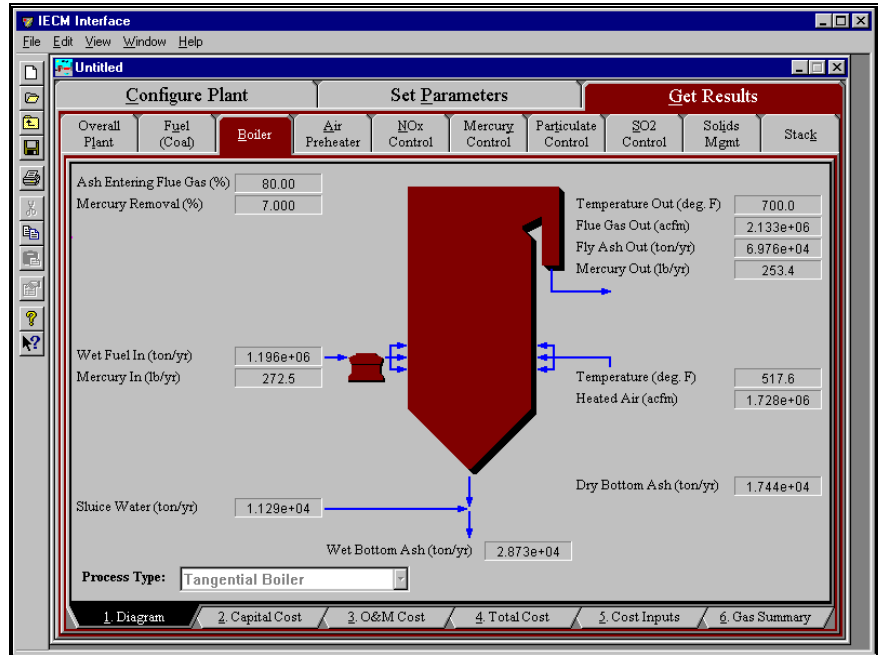 IECM Interface
File Edit View Window Help
Untitled
Configure Plant Set Parameters Get Results
Overall Plant
Fuel (Coal)
Boiler
Air Preheater
NOx Control
Mercury Control
Particulate Control
SO2 Control
Solids Mgmt
Stack
Ash Entering Flue Gas (%) 80.00
Mercury Removal (%) 7.000
Temperature Out (deg. F) 700.0
Flue Gas Out (acfm) 2.133e+06
Fly Ash Out (ton/yr) 6.976e+04
Mercury Out (lb/yr) 253.4
Wet Fuel In (ton/yr) 1.196e+06
Mercury In (lb/yr) 272.5
Temperature (deg. F) 517.6
Heated Air (acfm) 1.728e+06
Dry Bottom Ash (ton/yr) 1.744e+04
Sluice Water (ton/yr) 1.129e+04
Wet Bottom Ash (ton/yr) 2.873e+04
Process Type: Tangential Boiler
1. Diagram 2. Capital Cost 3. O&M Cost 4. Total Cost 5. Cost Inputs 6. Gas Summary